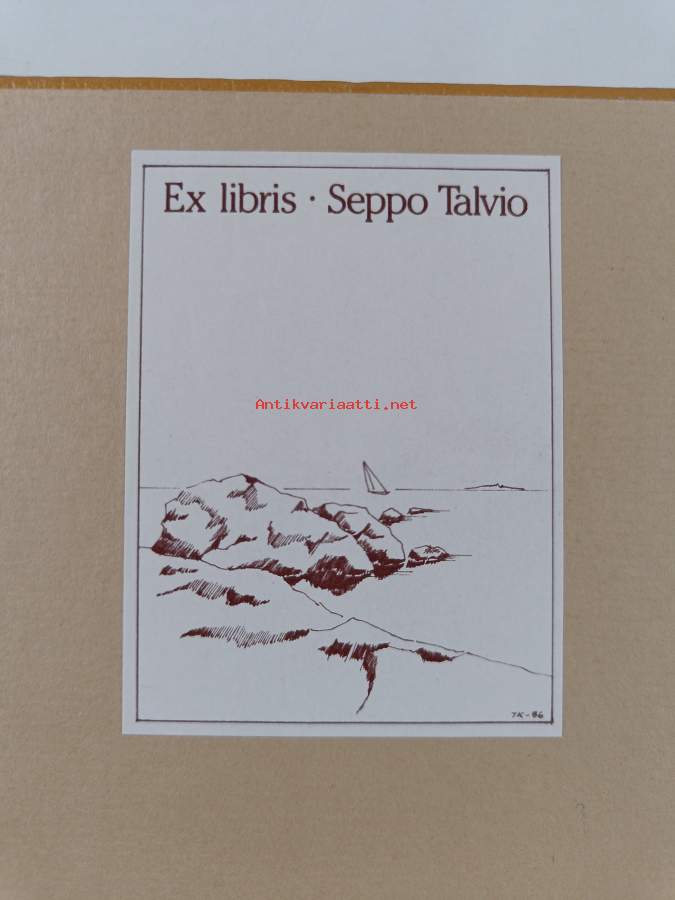 Ex libris · Seppo Talvio
Antikvariaatti.net
TK-86